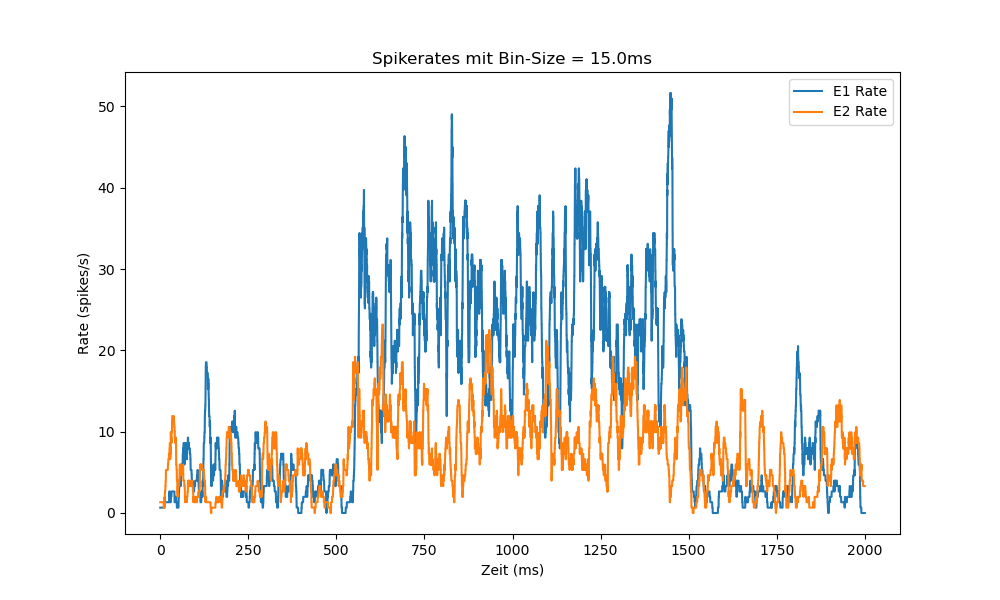 Spikerates mit Bin-Size = 15.0ms
E1 Rate
E2 Rate
Rate (spikes/s)
50
40
30
20
10
0
0 250 500 750 1000 1250 1500 1750 2000
Zeit (ms)